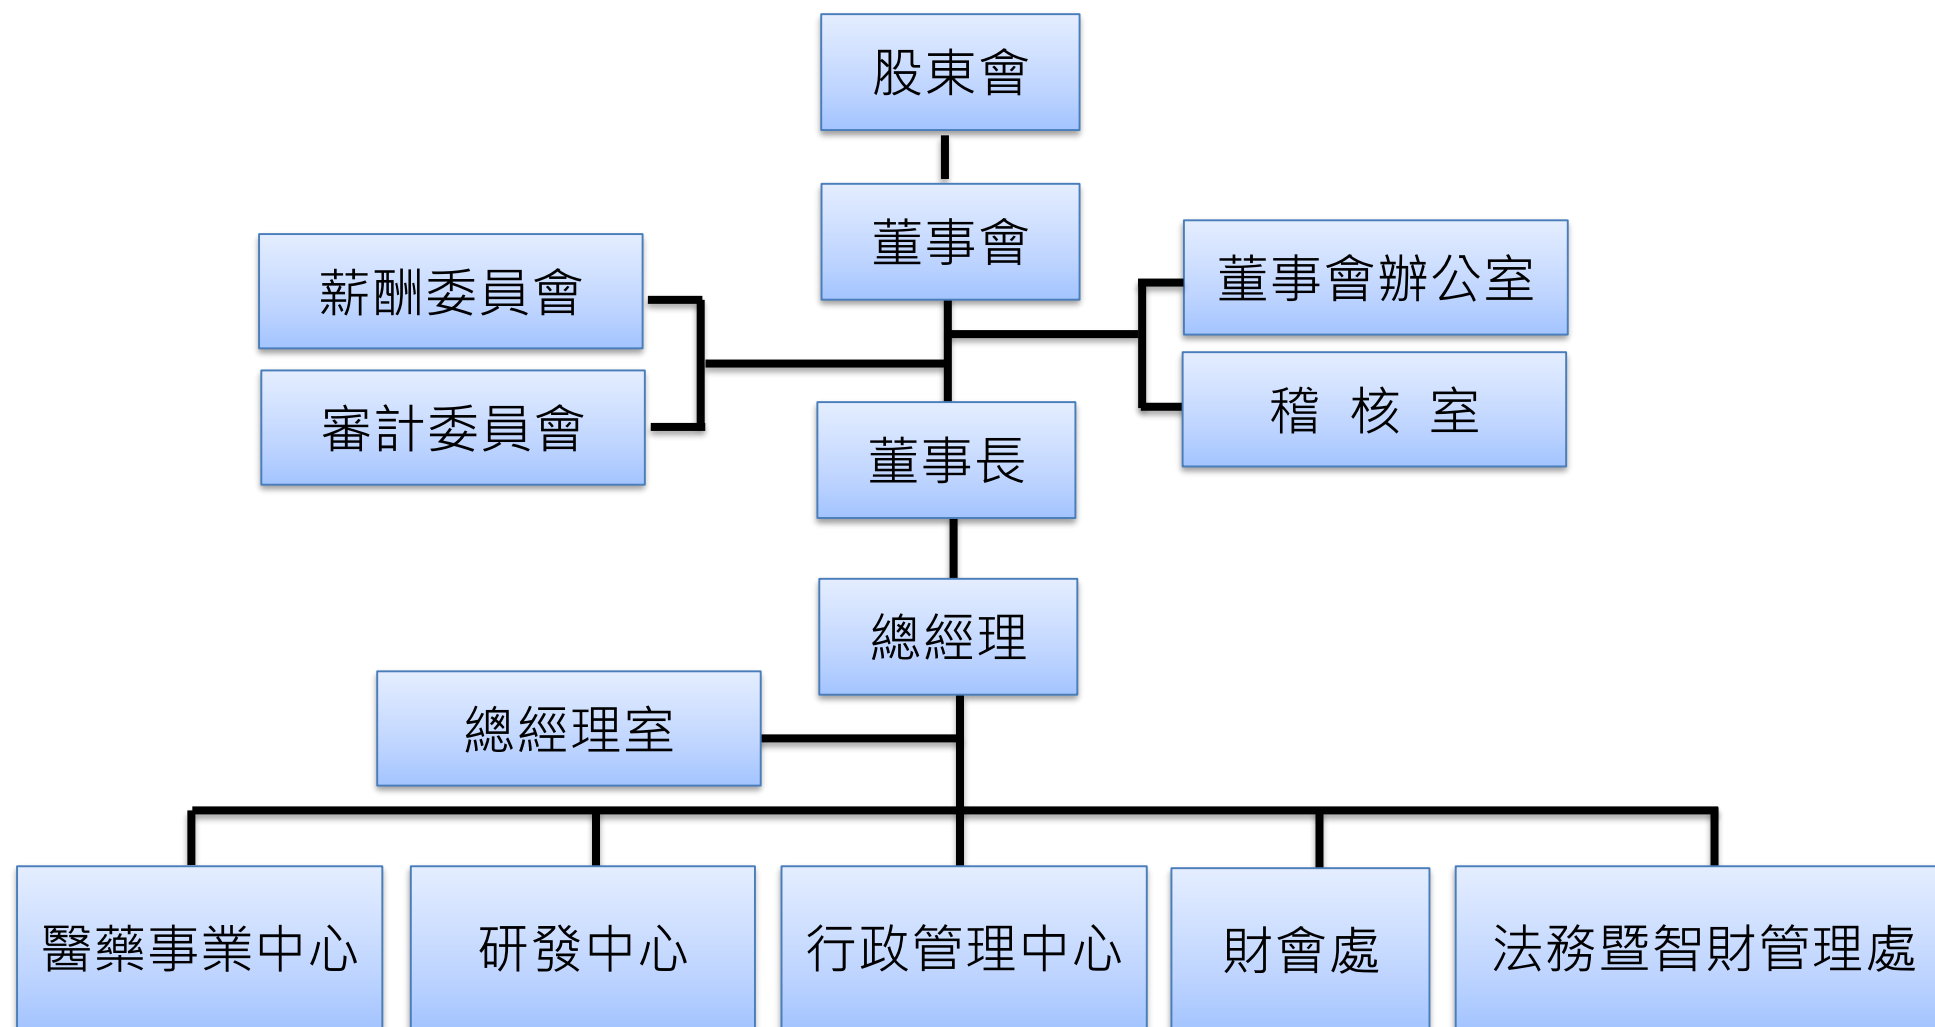 股東會
董事會
薪酬委員會
審計委員會
董事會辦公室
稽 核 室
董事長
總經理
總經理室
醫藥事業中心
研發中心
行政管理中心
財會處
法務暨智財管理處